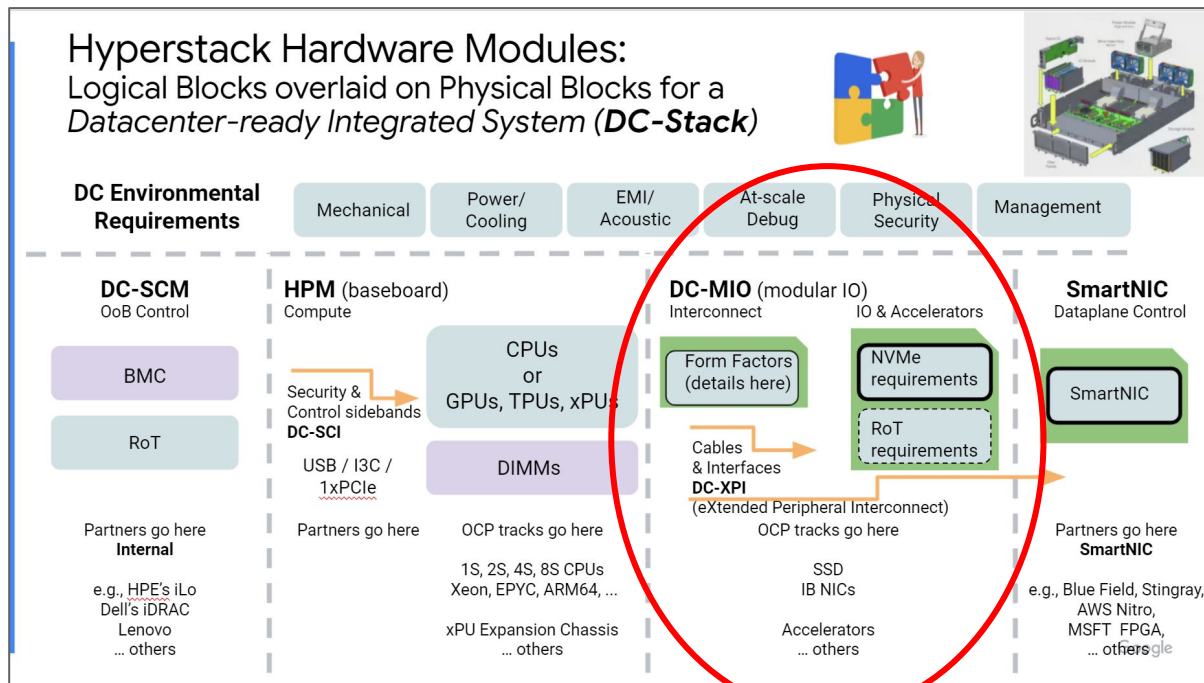 Hyperstack Hardware Modules:
Logical Blocks overlaid on Physical Blocks for a
Datacenter-ready Integrated System (DC-Stack)
DC Environmental
Requirements
Mechanical
Power/
Cooling
EMI/
Acoustic
At-scale
Debug
Physical
Security
Management
DC-SCM
OoB Control
BMC
RoT
Partners go here
Internal
e.g., HPE's iLo
Dell's iDRAC
Lenovo
... others
HPM (baseboard)
Compute
Security &
Control sidebands
DC-SCI
USB / I3C /
1xPCIe
Partners go here
CPUs
or
GPUs, TPUs, xPUs
DIMMs
OCP tracks go here
1S, 2S, 4S, 8S CPUs
Xeon, EPYC, ARM64, ...
xPU Expansion Chassis
... others
DC-MIO (modular IO)
Interconnect
IO & Accelerators
Form Factors
(details here)
NVMe
requirements
RoT
requirements
Cables
& Interfaces
DC-XPI
(eXtended Peripheral Interconnect)
OCP tracks go here
SSD
IB NICs
Accelerators
... others
SmartNIC
Dataplane Control
SmartNIC
Partners go here
SmartNIC
e.g., Blue Field, Stingray,
AWS Nitro,
MSFT FPGA,
... others
Google